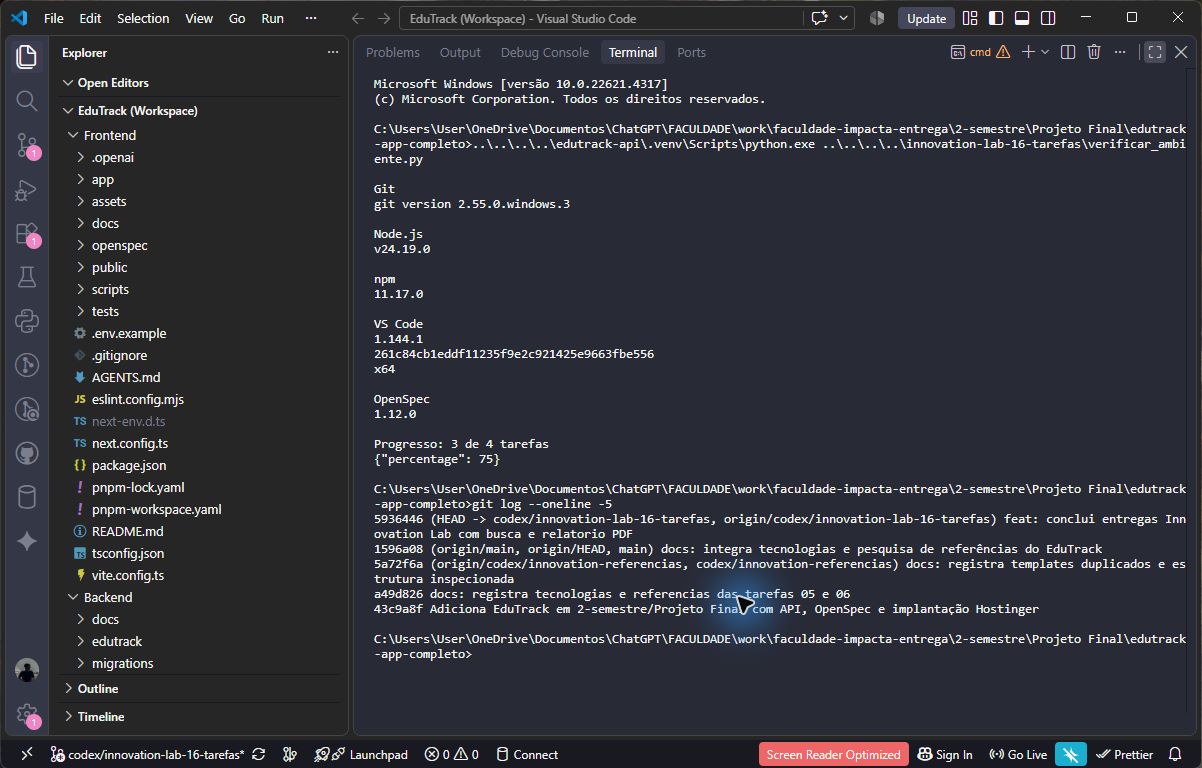 File Edit Selection View Go Run ··· EduTrack (Workspace) - Visual Studio Code Update
Explorer ···
Open Editors
EduTrack (Workspace)
Frontend
.openai
app
assets
docs
openspec
public
scripts
tests
.env.example
.gitignore
AGENTS.md
JS eslint.config.mjs
TS next-env.d.ts
TS next.config.ts
{} package.json
! pnpm-lock.yaml
! pnpm-workspace.yaml
README.md
TS tsconfig.json
vite.config.ts
Backend
docs
edutrack
migrations
Outline
Timeline
1
1
1
Problems Output Debug Console Terminal Ports cmd ···
Microsoft Windows [versão 10.0.22621.4317]
(c) Microsoft Corporation. Todos os direitos reservados.
C:\Users\User\OneDrive\Documentos\ChatGPT\FACULDADE\work\faculdade-impacta-entrega\2-semestre\Projeto Final\edutrack
-app-completo>..\..\..\..\edutrack-api\.venv\Scripts\python.exe ..\..\..\..\innovation-lab-16-tarefas\verificar_ambi
ente.py
Git
git version 2.55.0.windows.3
Node.js
v24.19.0
npm
11.17.0
VS Code
1.144.1
261c84cb1eddf11235f9e2c921425e9663fbe556
x64
OpenSpec
1.12.0
Progresso: 3 de 4 tarefas
{"percentage": 75}
C:\Users\User\OneDrive\Documentos\ChatGPT\FACULDADE\work\faculdade-impacta-entrega\2-semestre\Projeto Final\edutrack
-app-completo>git log --oneline -5
5936446 (HEAD -> codex/innovation-lab-16-tarefas, origin/codex/innovation-lab-16-tarefas) feat: conclui entregas Inn
ovation Lab com busca e relatorio PDF
1596a08 (origin/main, origin/HEAD, main) docs: integra tecnologias e pesquisa de referências do EduTrack
5a72f6a (origin/codex/innovation-referencias, codex/innovation-referencias) docs: registra templates duplicados e es
trutura inspecionada
a49d826 docs: registra tecnologias e referencias das tarefas 05 e 06
43c9a8f Adiciona EduTrack em 2-semestre/Projeto Final com API, OpenSpec e implantação Hostinger
C:\Users\User\OneDrive\Documentos\ChatGPT\FACULDADE\work\faculdade-impacta-entrega\2-semestre\Projeto Final\edutrack
-app-completo>
codex/innovation-lab-16-tarefas* Launchpad 0 0 Connect Screen Reader Optimized Sign In Go Live Prettier